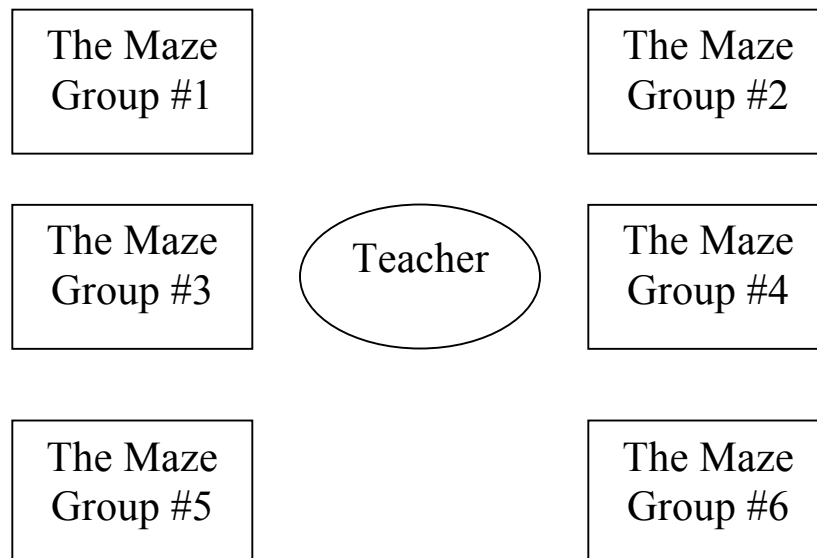 The Maze
Group #1
The Maze
Group #2
The Maze
Group #3
Teacher
The Maze
Group #4
The Maze
Group #5
The Maze
Group #6